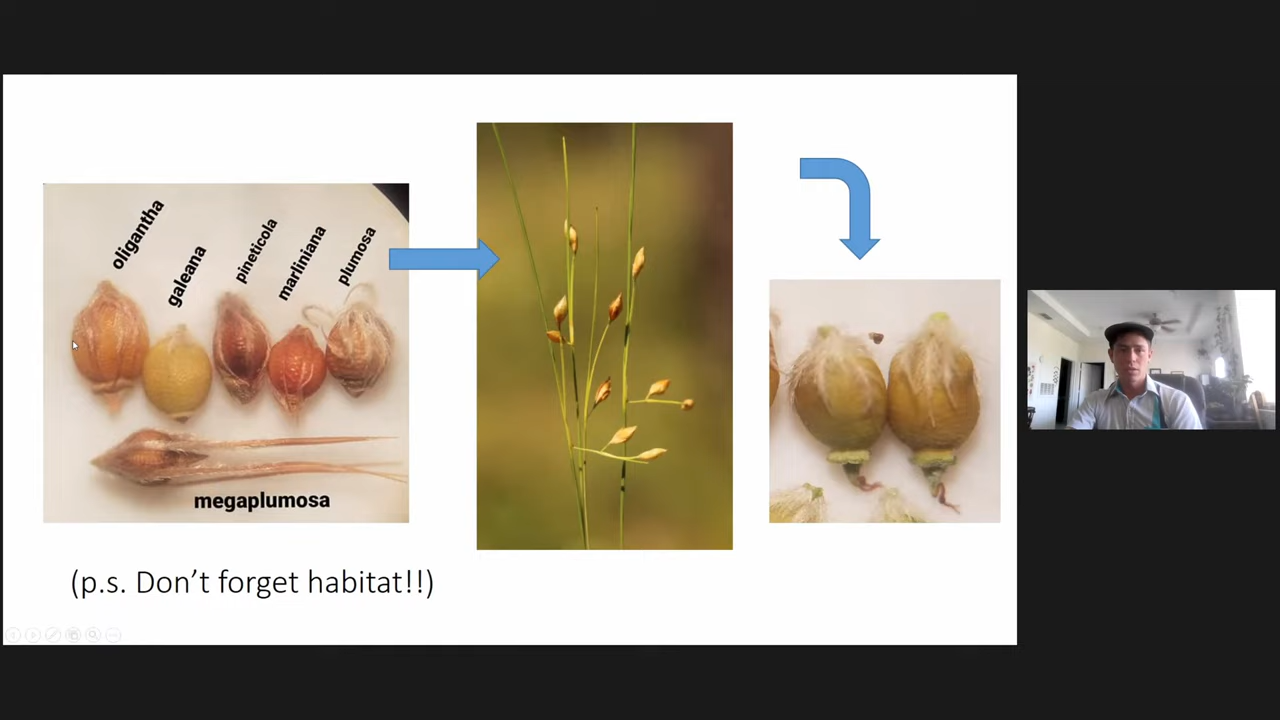 oligantha
galeana
pineticola
marliniana
plumosa
megaplumosa
(p.s. Don't forget habitat!!)